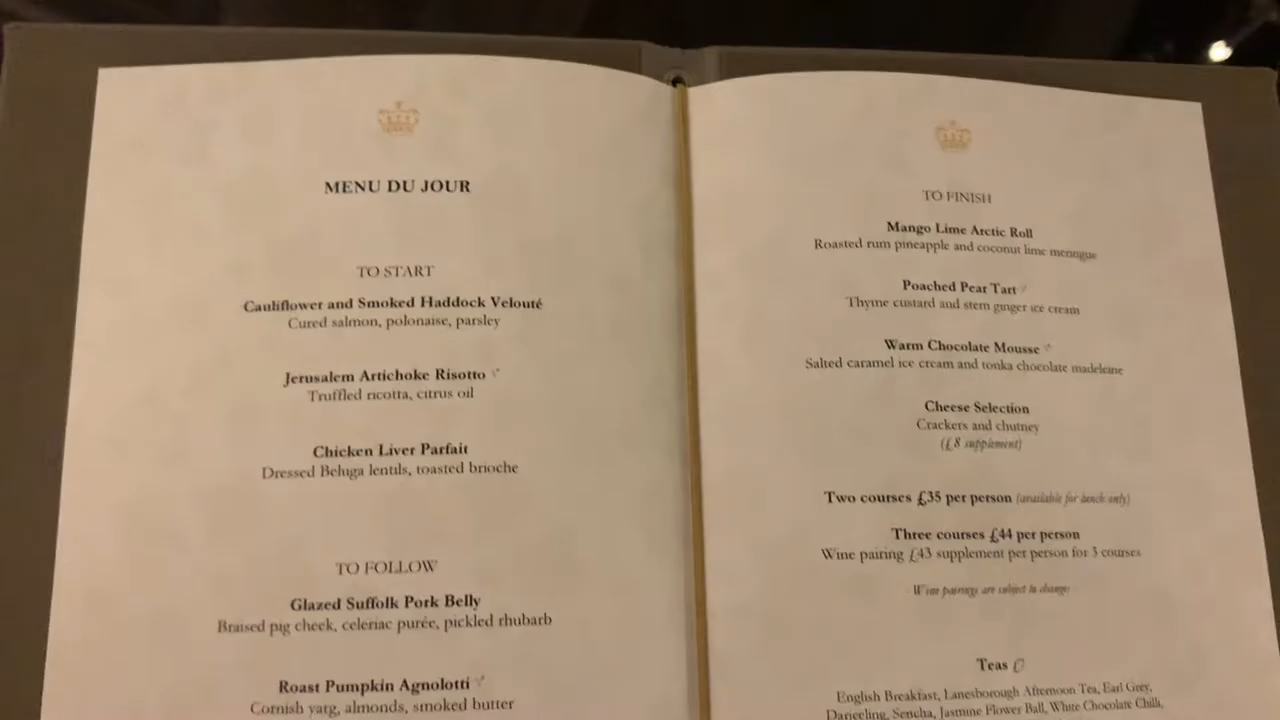 MENU DU JOUR
TO START
Cauliflower and Smoked Haddock Velouté
Cured salmon, polonaise, parsley
Jerusalem Artichoke Risotto
Truffled ricotta, citrus oil
Chicken Liver Parfait
Dressed Beluga lentils, toasted brioche
TO FOLLOW
Glazed Suffolk Pork Belly
Braised pig cheek, celeriac purée, pickled rhubarb
Roast Pumpkin Agnolotti
Cornish yarg, almonds, smoked butter
TO FINISH
Mango Lime Arctic Roll
Roasted rum pineapple and coconut lime meringue
Poached Pear Tart
Thyme custard and stem ginger ice cream
Warm Chocolate Mousse
Salted caramel ice cream and tonka chocolate madeleine
Cheese Selection
Crackers and chutney
(£8 supplement)
Two courses £35 per person (available for lunch only)
Three courses £44 per person
Wine pairing £43 supplement per person for 3 courses
Wine pairings are subject to change
Teas
English Breakfast, Lanesborough Afternoon Tea, Earl Grey,
Darjeeling, Sencha, Jasmine Flower Ball, White Chocolate Chilli,